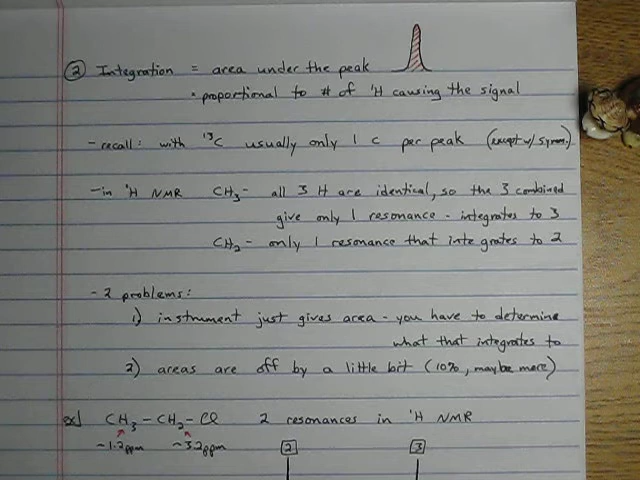 ② Integration = area under the peak
• proportional to # of ¹H causing the signal
- recall: with ¹³C usually only 1 C per peak (except w/ symm.)
- in ¹H NMR CH₃ - all 3 H are identical, so the 3 combined
give only 1 resonance - integrates to 3
CH₂ - only 1 resonance that integrates to 2
- 2 problems:
1) instrument just gives area - you have to determine
what that integrates to
2) areas are off by a little bit (10%, maybe more)
ex) CH₃ - CH₂ - Cl 2 resonances in ¹H NMR
~1.2ppm ~3.2ppm 2 3